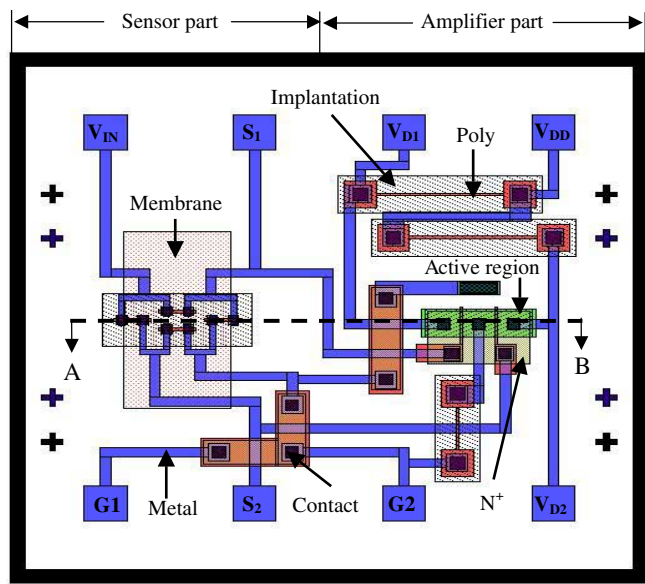 Sensor part Amplifier part
Implantation
V_IN S_1 V_D1 Poly V_DD
Membrane
Active region
A B
G1 Metal S_2 Contact G2 N^+ V_D2